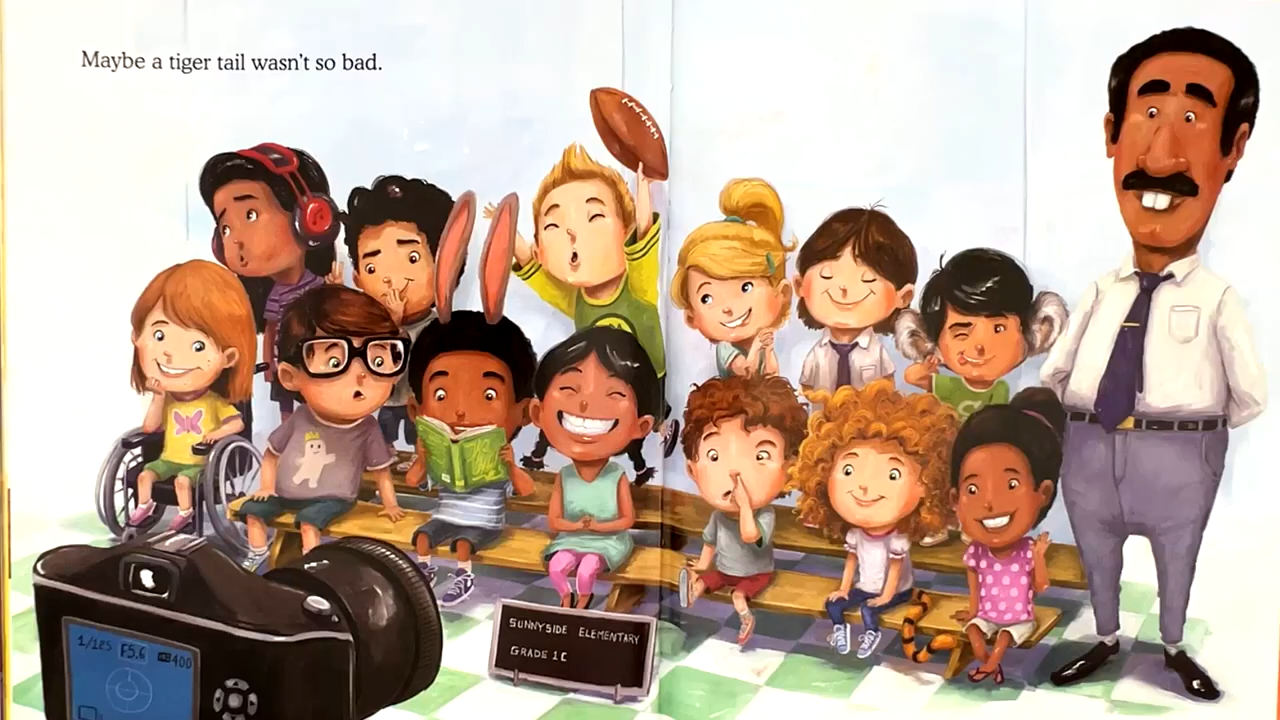 Maybe a tiger tail wasn't so bad.
SUNNYSIDE ELEMENTARY
GRADE 1C
1/125 F5.6 400